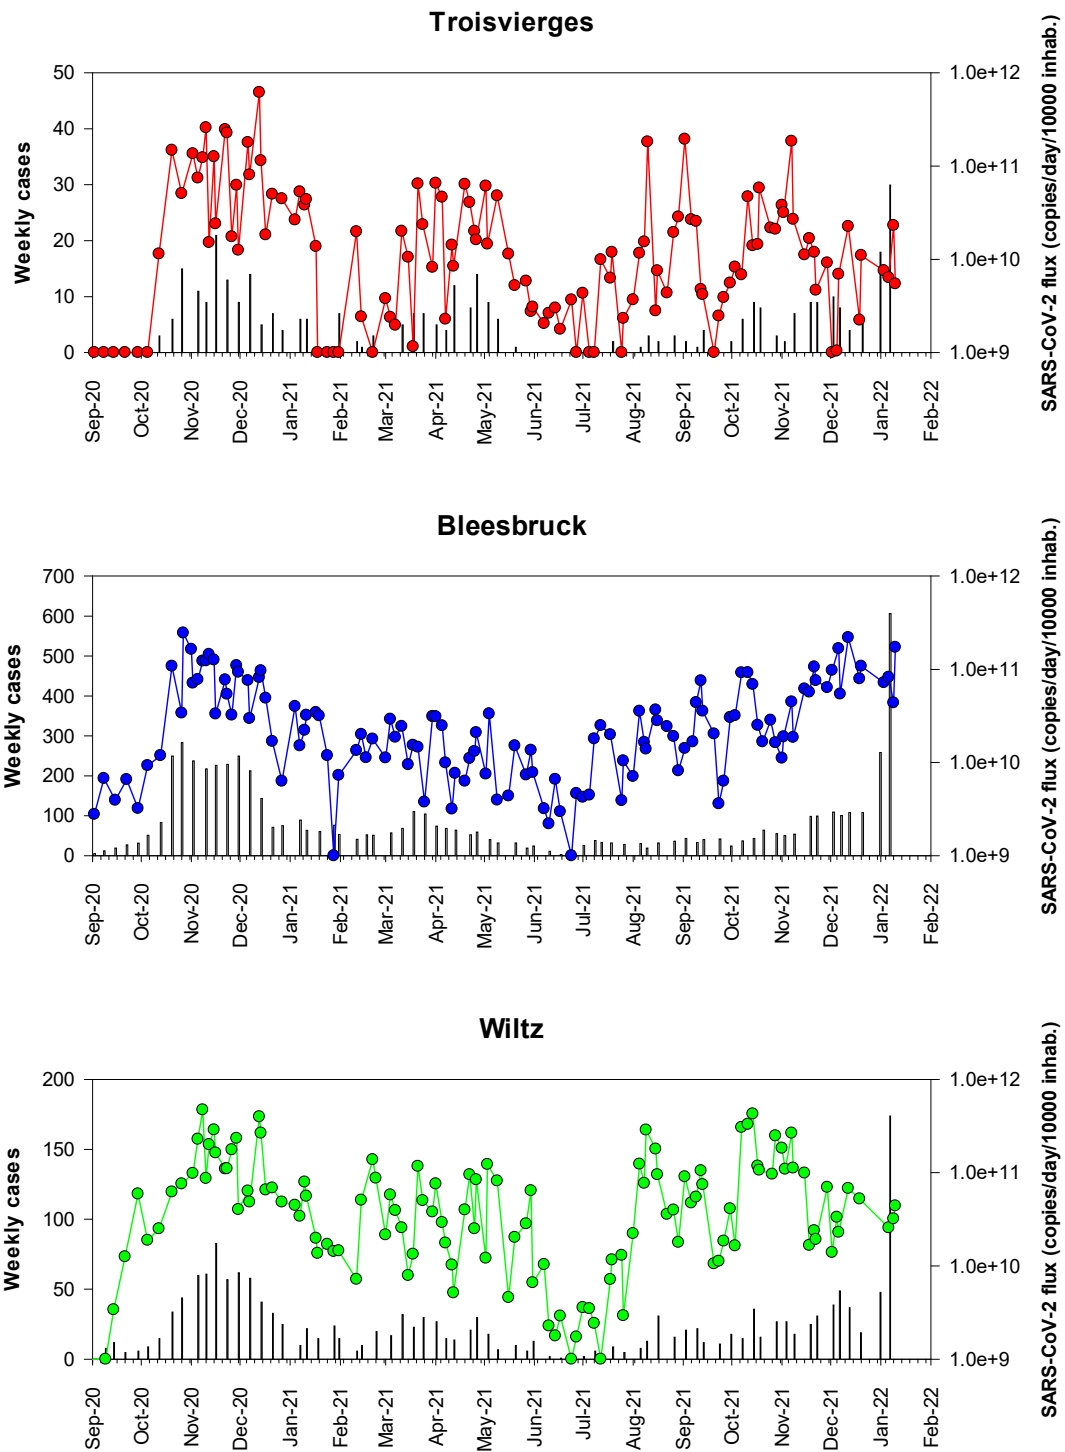 Troisvierges
Weekly cases
SARS-CoV-2 flux (copies/day/10000 inhab.)
50
40
30
20
10
0
1.0e+12
1.0e+11
1.0e+10
1.0e+9
Sep-20
Oct-20
Nov-20
Dec-20
Jan-21
Feb-21
Mar-21
Apr-21
May-21
Jun-21
Jul-21
Aug-21
Sep-21
Oct-21
Nov-21
Dec-21
Jan-22
Feb-22
Bleesbruck
Weekly cases
SARS-CoV-2 flux (copies/day/10000 inhab.)
700
600
500
400
300
200
100
0
1.0e+12
1.0e+11
1.0e+10
1.0e+9
Sep-20
Oct-20
Nov-20
Dec-20
Jan-21
Feb-21
Mar-21
Apr-21
May-21
Jun-21
Jul-21
Aug-21
Sep-21
Oct-21
Nov-21
Dec-21
Jan-22
Feb-22
Wiltz
Weekly cases
SARS-CoV-2 flux (copies/day/10000 inhab.)
200
150
100
50
0
1.0e+12
1.0e+11
1.0e+10
1.0e+9
Sep-20
Oct-20
Nov-20
Dec-20
Jan-21
Feb-21
Mar-21
Apr-21
May-21
Jun-21
Jul-21
Aug-21
Sep-21
Oct-21
Nov-21
Dec-21
Jan-22
Feb-22